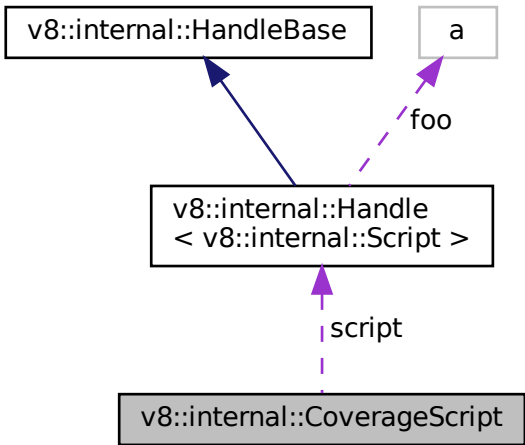 v8::internal::HandleBase
a
foo
v8::internal::Handle
< v8::internal::Script >
script
v8::internal::CoverageScript